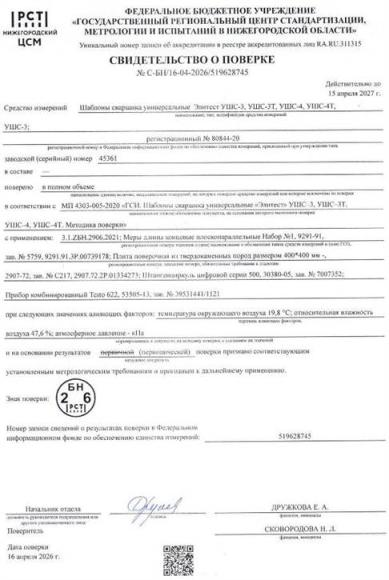 ФЕДЕРАЛЬНОЕ БЮДЖЕТНОЕ УЧРЕЖДЕНИЕ
«ГОСУДАРСТВЕННЫЙ РЕГИОНАЛЬНЫЙ ЦЕНТР СТАНДАРТИЗАЦИИ,
МЕТРОЛОГИИ И ИСПЫТАНИЙ В НИЖЕГОРОДСКОЙ ОБЛАСТИ»
РСТ
НИЖЕГОРОДСКИЙ
ЦСМ
Уникальный номер записи об аккредитации в реестре аккредитованных лиц RA.RU.311315
СВИДЕТЕЛЬСТВО О ПОВЕРКЕ
№ С-БН/16-04-2026/519628745
Действительно до
15 апреля 2027 г.
Средство измерений Шаблоны сварщика универсальные Элитест УШС-3, УШС-3Т, УШС-4, УШС-4Т,
УШС-3;
регистрационный № 80844-20
заводской (серийный) номер 45361
в составе —
поверено в полном объеме
в соответствии с МП 4303-005-2020 «ГСИ. Шаблоны сварщика универсальные «Элитест» УШС-3, УШС-3Т,
УШС-4, УШС-4Т. Методика поверки»
с применением: 3.1.ZБН.2906.2021; Меры длины концевые плоскопараллельные Набор №1, 9291-91,
зав. № 5759, 9291.91.3Р.00739178; Плита поверочная из твердокаменных пород размером 400*400 мм -,
2907-72, зав. № С217, 2907.72.2Р.01334273; Штангенциркуль цифровой серии 500, 30380-05, зав. № 7007352;
Прибор комбинированный Testo 622, 53505-13, зав. № 39531441/1121
при следующих значениях влияющих факторов: температура окружающего воздуха 19,8 °С; относительная влажность
воздуха 47,6 %; атмосферное давление - кПа
и на основании результатов первичной (периодической) поверки признано соответствующим
установленным метрологическим требованиям и пригодным к дальнейшему применению.
Знак поверки:
БН
2 6
РСТ
Номер записи сведений о результатах поверки в Федеральном
информационном фонде по обеспечению единства измерений: 519628745
Начальник отдела ДРУЖКОВА Е. А.
Поверитель СКОВОРОДОВА Н. Л.
Дата поверки
16 апреля 2026 г.